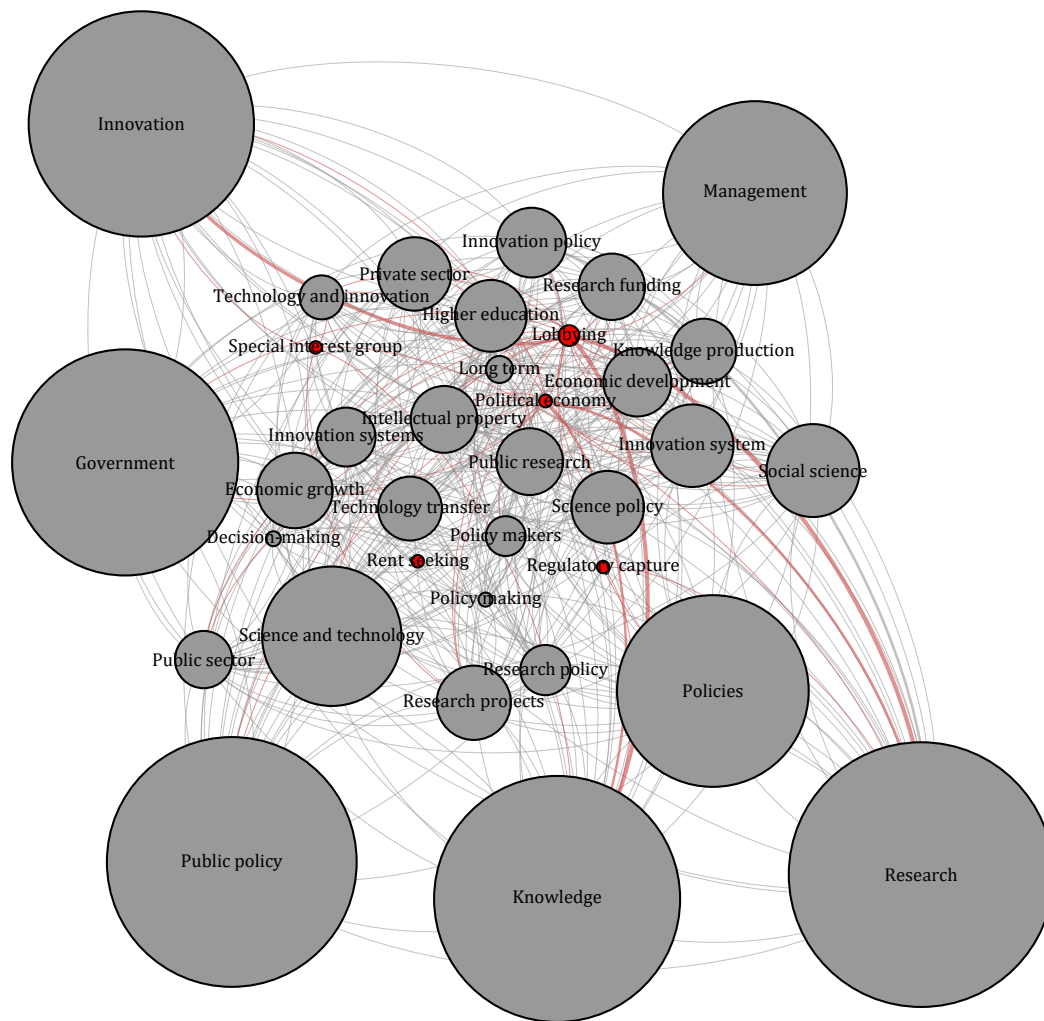 Innovation
Management
Innovation policy
Private sector
Research funding
Technology and innovation
Higher education
Lobbying
Special interest group
Knowledge production
Long term
Economic development
Political economy
Intellectual property
Innovation systems
Innovation system
Government
Public research
Social science
Economic growth
Technology transfer
Science policy
Decision-making
Policy makers
Rent seeking
Regulatory capture
Policy making
Science and technology
Public sector
Research policy
Policies
Research projects
Public policy
Research
Knowledge